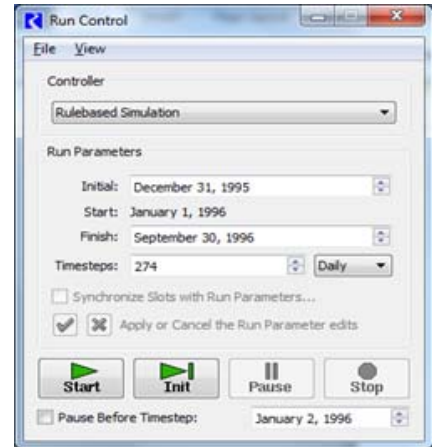 Run Control
File View
Controller
Rulebased Simulation
Run Parameters
Initial: December 31, 1995
Start: January 1, 1996
Finish: September 30, 1996
Timesteps: 274 Daily
Synchronize Slots with Run Parameters...
Apply or Cancel the Run Parameter edits
Start Init Pause Stop
Pause Before Timestep: January 2, 1996